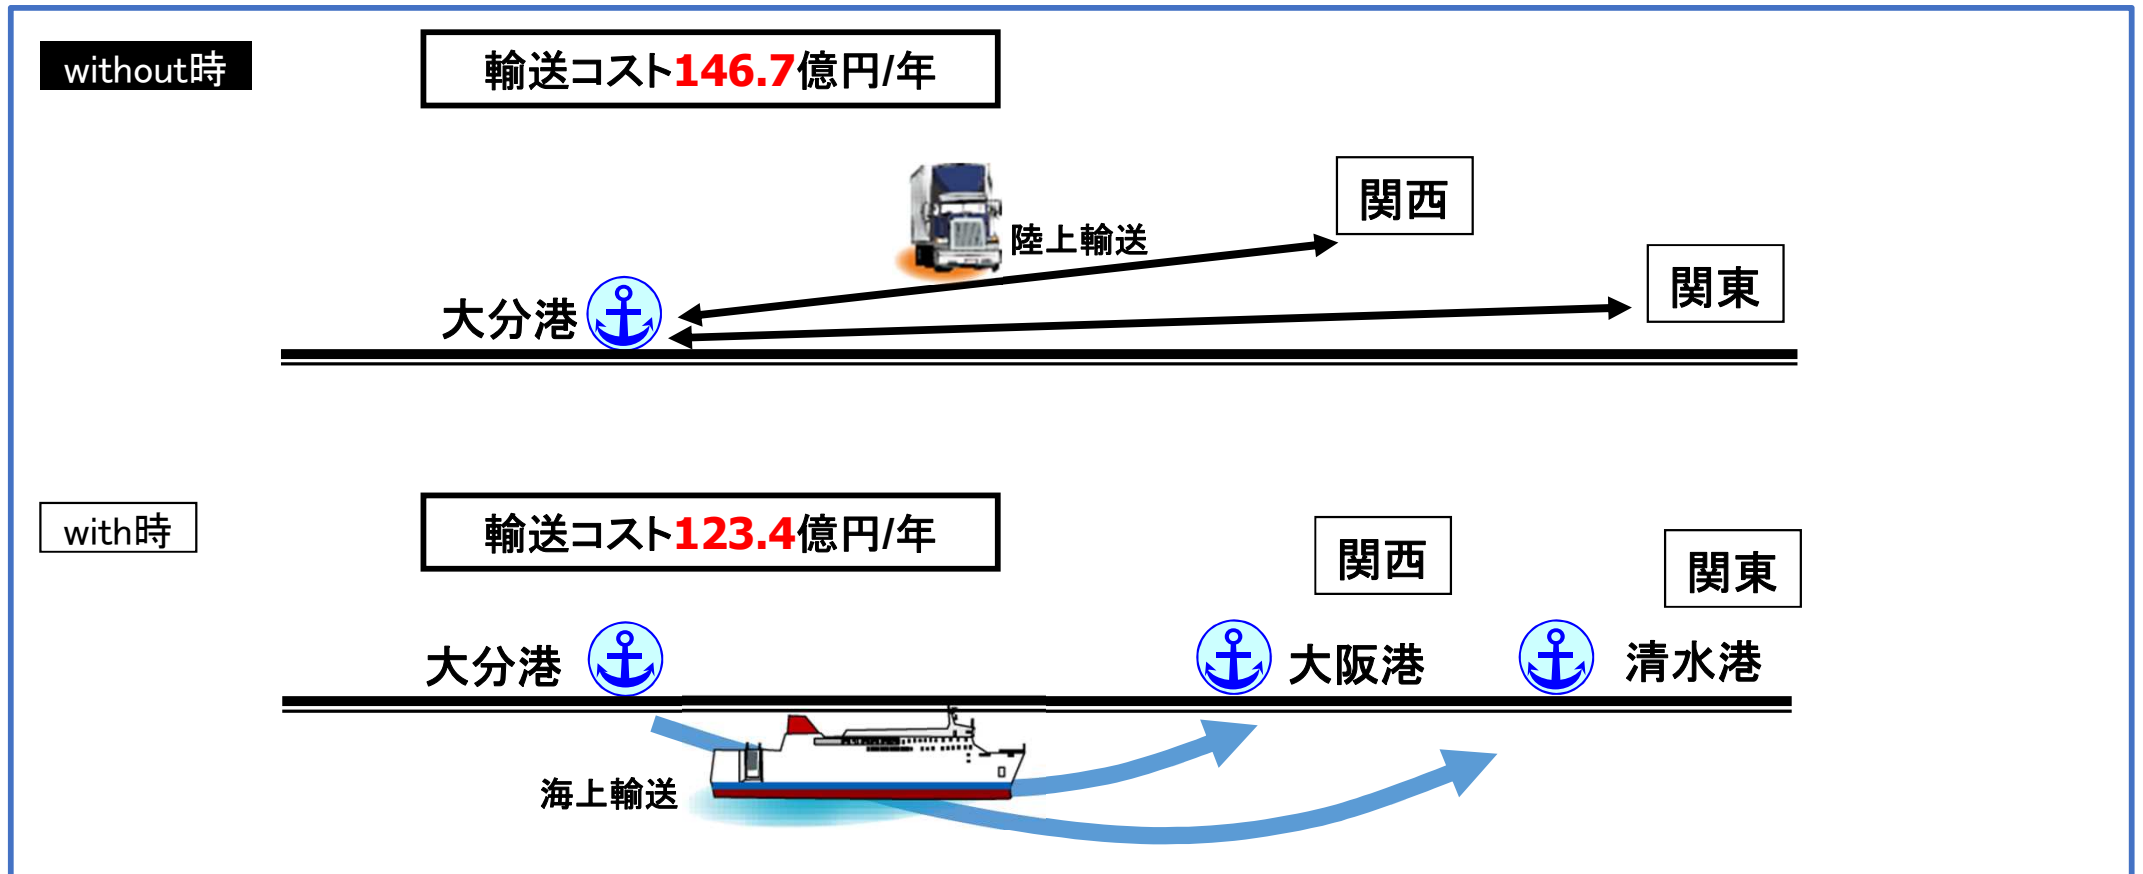 without時
輸送コスト146.7億円/年
関西
陸上輸送
関東
大分港
with時
輸送コスト123.4億円/年
関西
関東
大分港
大阪港
清水港
海上輸送